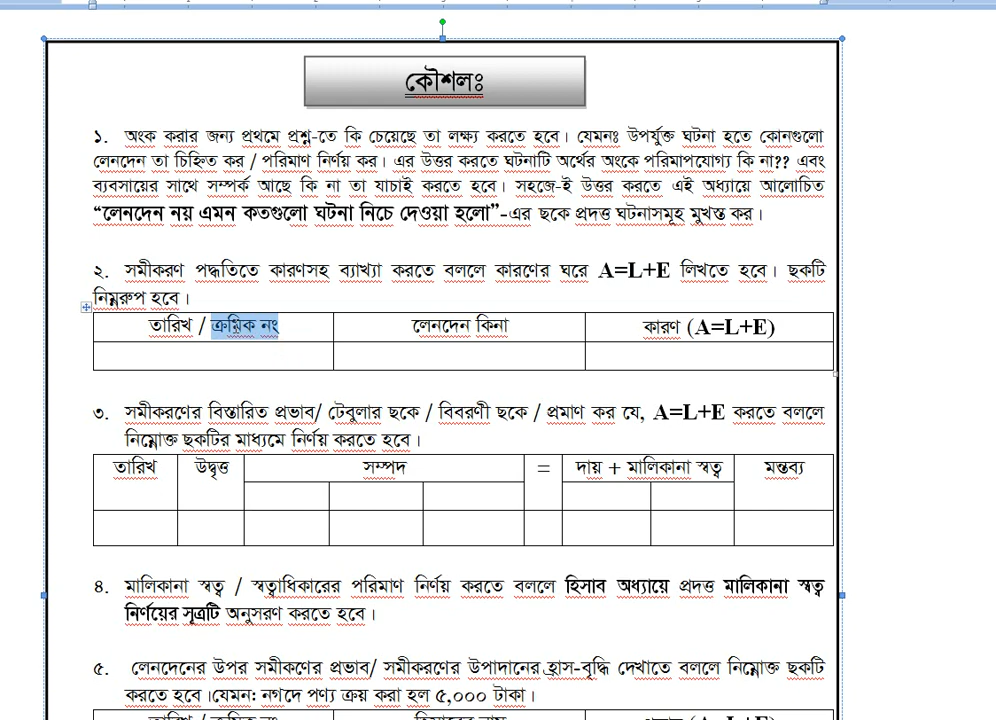 কৌশলঃ
১. অংক করার জন্য প্রথমে প্রশ্ন-তে কি চেয়েছে তা লক্ষ্য করতে হবে। যেমনঃ উপর্যুক্ত ঘটনা হতে কোনগুলো
লেনদেন তা চিহ্নিত কর / পরিমাণ নির্ণয় কর। এর উত্তর করতে ঘটনাটি অর্থের অংকে পরিমাপযোগ্য কি না?? এবং
ব্যবসায়ের সাথে সম্পর্ক আছে কি না তা যাচাই করতে হবে। সহজে-ই উত্তর করতে এই অধ্যায়ে আলোচিত
“লেনদেন নয় এমন কতগুলো ঘটনা নিচে দেওয়া হলো”-এর ছকে প্রদত্ত ঘটনাসমূহ মুখস্ত কর।
২. সমীকরণ পদ্ধতিতে কারণসহ ব্যাখ্যা করতে বললে কারণের ঘরে A=L+E লিখতে হবে। ছকটি
নিম্নরুপ হবে।
তারিখ / ক্রমিক নং লেনদেন কিনা কারণ (A=L+E)
৩. সমীকরণের বিস্তারিত প্রভাব/ টেবুলার ছকে / বিবরণী ছকে / প্রমাণ কর যে, A=L+E করতে বললে
নিম্নোক্ত ছকটির মাধ্যমে নির্ণয় করতে হবে।
তারিখ উদ্বৃত্ত সম্পদ = দায় + মালিকানা স্বত্ব মন্তব্য
৪. মালিকানা স্বত্ব / স্বত্বাধিকারের পরিমাণ নির্ণয় করতে বললে হিসাব অধ্যায়ে প্রদত্ত মালিকানা স্বত্ব
নির্ণয়ের সূত্রটি অনুসরণ করতে হবে।
৫. লেনদেনের উপর সমীকণের প্রভাব/ সমীকরণের উপাদানের হ্রাস-বৃদ্ধি দেখাতে বললে নিম্নোক্ত ছকটি
করতে হবে।যেমন: নগদে পণ্য ক্রয় করা হল ৫,০০০ টাকা।